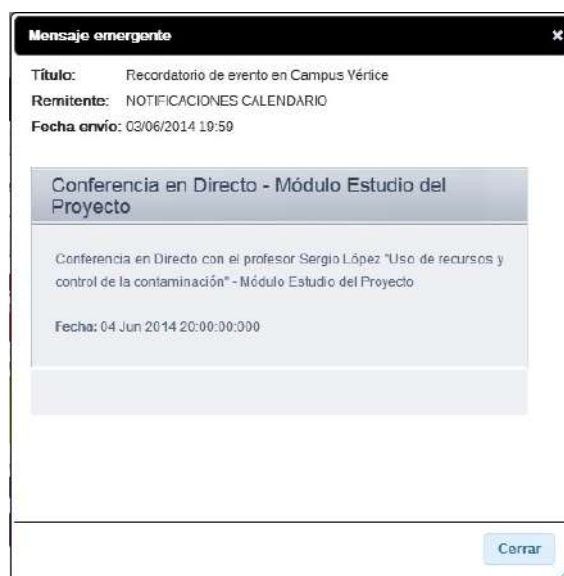 Mensaje emergente
Título: Recordatorio de evento en Campus Vértice
Remitente: NOTIFICACIONES CALENDARIO
Fecha envío: 03/06/2014 19:59
Conferencia en Directo - Módulo Estudio del
Proyecto
Conferencia en Directo con el profesor Sergio López "Uso de recursos y
control de la contaminación" - Módulo Estudio del Proyecto
Fecha: 04 Jun 2014 20:00:00:000
Cerrar